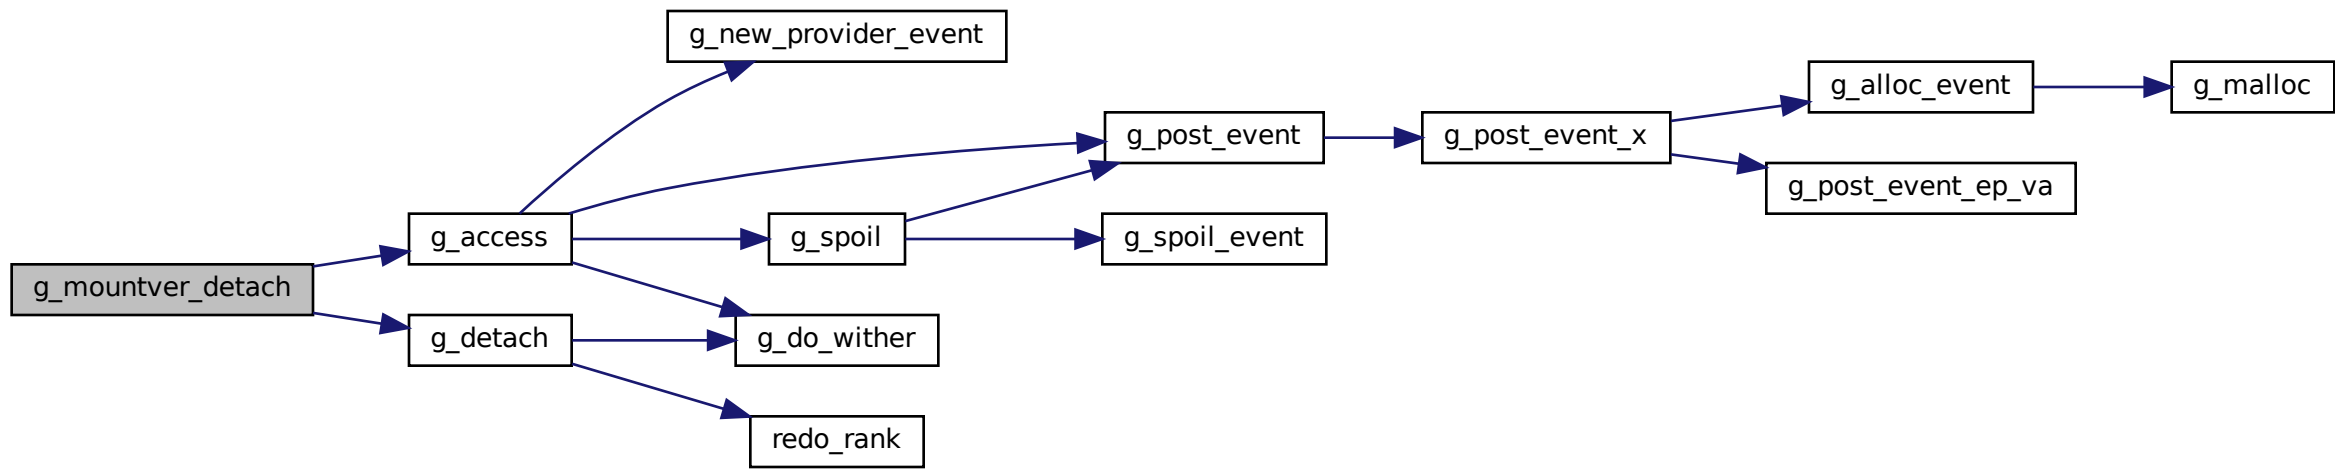 g_new_provider_event
g_alloc_event
g_malloc
g_post_event
g_post_event_x
g_post_event_ep_va
g_access
g_spoil
g_spoil_event
g_mountver_detach
g_detach
g_do_wither
redo_rank